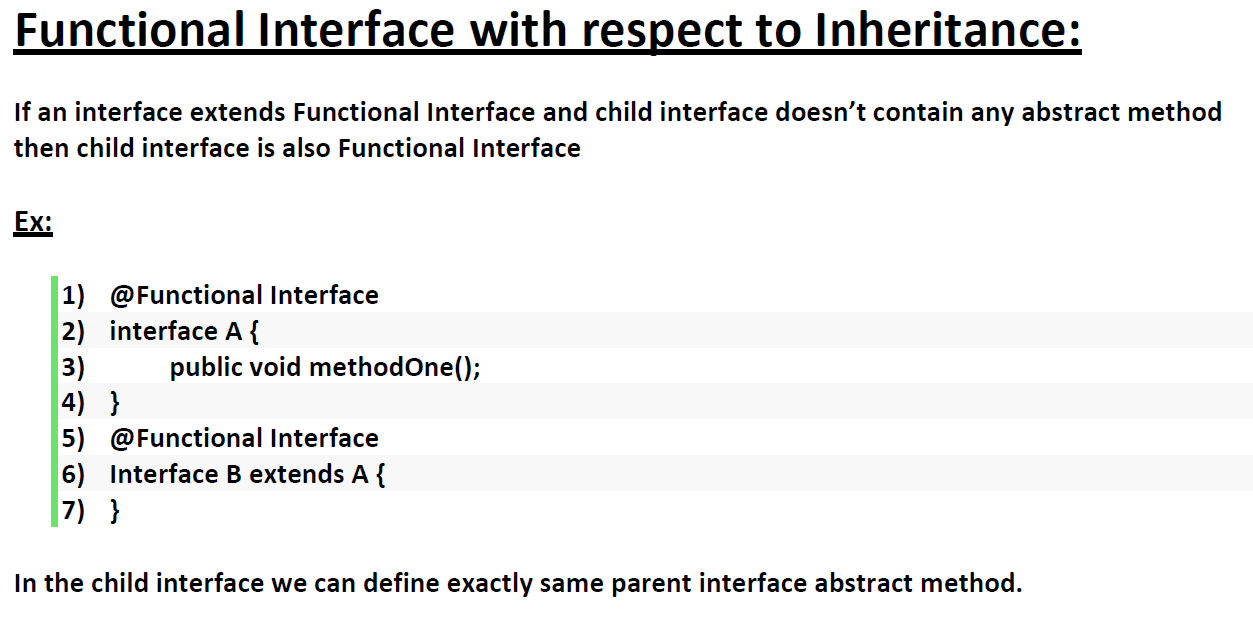 Functional Interface with respect to Inheritance:
If an interface extends Functional Interface and child interface doesn’t contain any abstract method
then child interface is also Functional Interface
Ex:
1) @Functional Interface
2) interface A {
3) public void methodOne();
4) }
5) @Functional Interface
6) Interface B extends A {
7) }
In the child interface we can define exactly same parent interface abstract method.